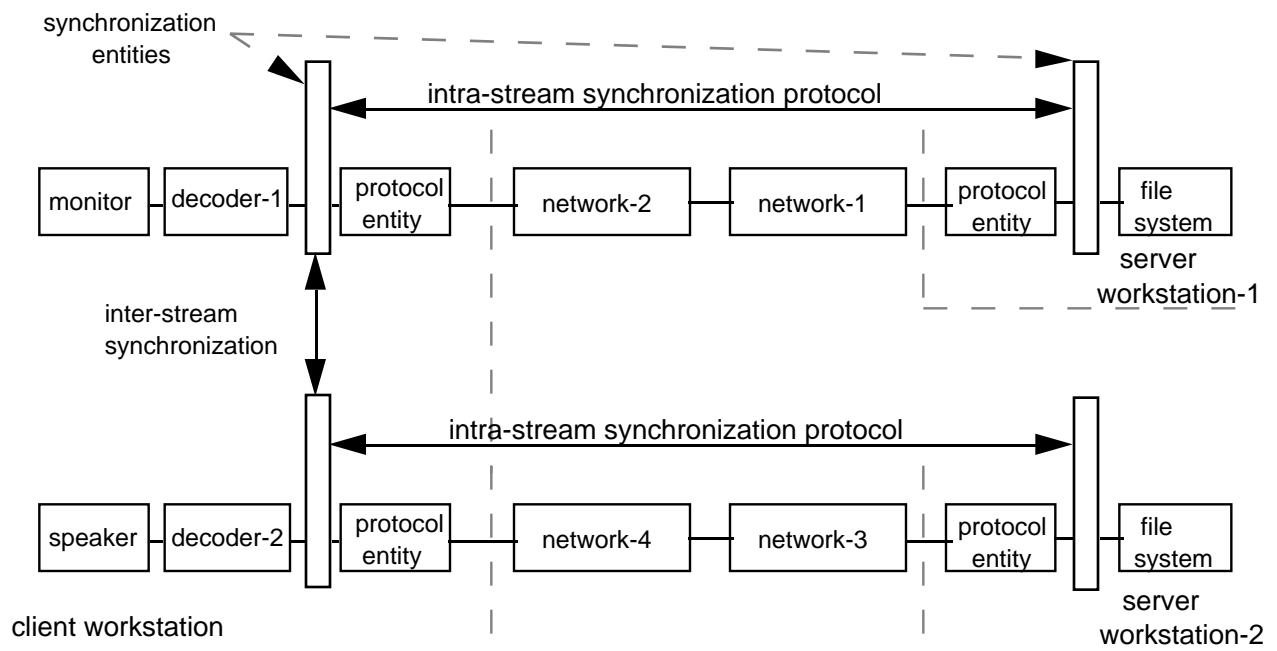 synchronization
entities
intra-stream synchronization protocol
monitor
decoder-1
protocol
entity
network-2
network-1
protocol
entity
file
system
server
workstation-1
inter-stream
synchronization
intra-stream synchronization protocol
speaker
decoder-2
protocol
entity
network-4
network-3
protocol
entity
file
system
client workstation
server
workstation-2